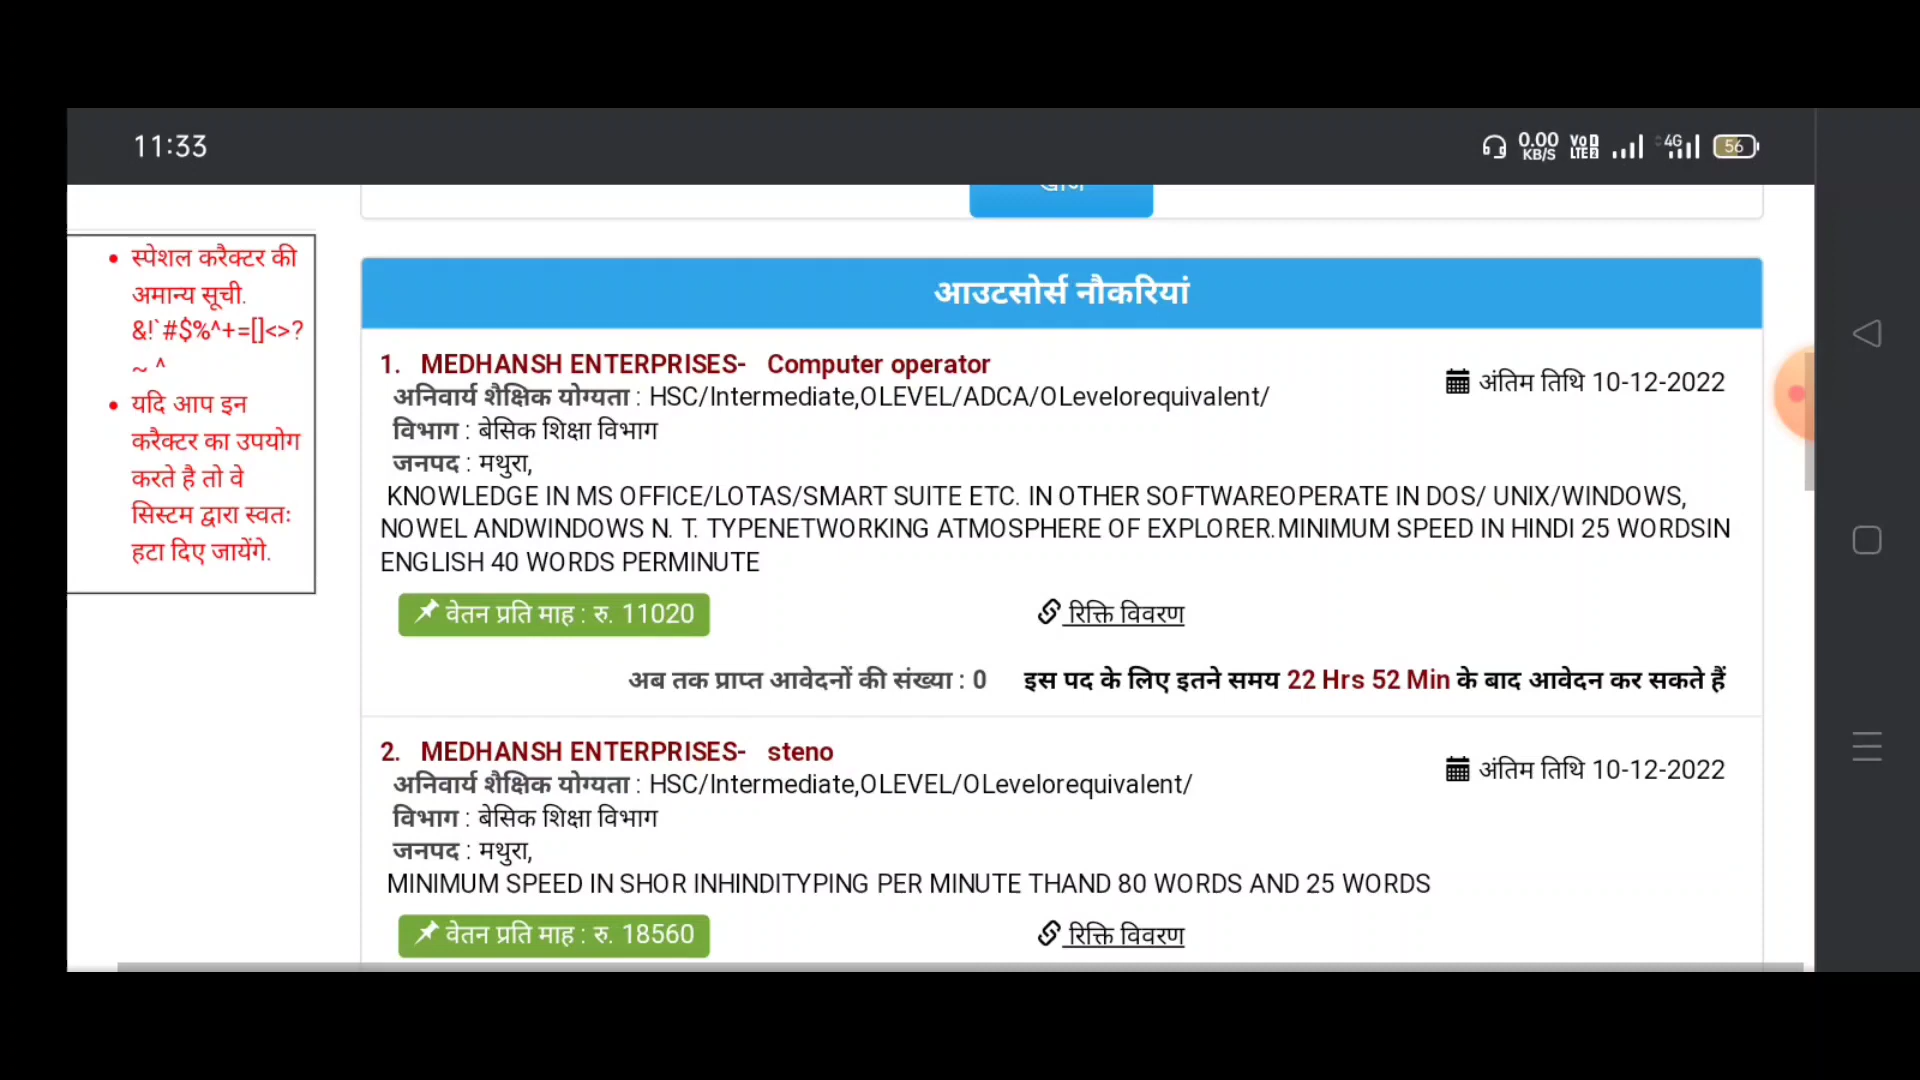 11:33
0.00 KB/S VoLTE 4G 56
स्पेशल करैक्टर की
अमान्य सूची.
&!`#$%^+=[]<>?
~ ^
यदि आप इन
करैक्टर का उपयोग
करते है तो वे
सिस्टम द्वारा स्वतः
हटा दिए जायेंगे.
आउटसोर्स नौकरियां
1. MEDHANSH ENTERPRISES- Computer operator
अंतिम तिथि 10-12-2022
अनिवार्य शैक्षिक योग्यता : HSC/Intermediate,OLEVEL/ADCA/OLevelorequivalent/
विभाग : बेसिक शिक्षा विभाग
जनपद : मथुरा,
KNOWLEDGE IN MS OFFICE/LOTAS/SMART SUITE ETC. IN OTHER SOFTWAREOPERATE IN DOS/ UNIX/WINDOWS,
NOWEL ANDWINDOWS N. T. TYPENETWORKING ATMOSPHERE OF EXPLORER.MINIMUM SPEED IN HINDI 25 WORDSIN
ENGLISH 40 WORDS PERMINUTE
वेतन प्रति माह : रु. 11020
रिक्ति विवरण
अब तक प्राप्त आवेदनों की संख्या : 0 इस पद के लिए इतने समय 22 Hrs 52 Min के बाद आवेदन कर सकते हैं
2. MEDHANSH ENTERPRISES- steno
अंतिम तिथि 10-12-2022
अनिवार्य शैक्षिक योग्यता : HSC/Intermediate,OLEVEL/OLevelorequivalent/
विभाग : बेसिक शिक्षा विभाग
जनपद : मथुरा,
MINIMUM SPEED IN SHOR INHINDITYPING PER MINUTE THAND 80 WORDS AND 25 WORDS
वेतन प्रति माह : रु. 18560
रिक्ति विवरण